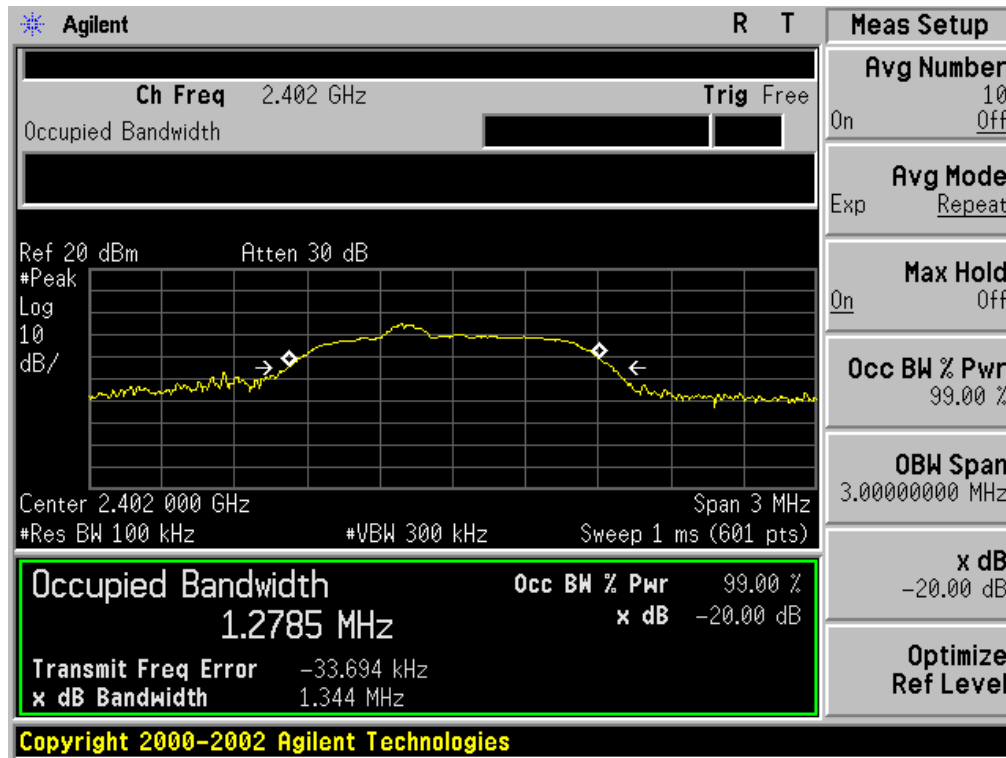 Agilent R T
Ch Freq 2.402 GHz Trig Free
Occupied Bandwidth
Ref 20 dBm Atten 30 dB
#Peak
Log
10
dB/
Center 2.402 000 GHz Span 3 MHz
#Res BW 100 kHz #VBW 300 kHz Sweep 1 ms (601 pts)
Occupied Bandwidth Occ BW % Pwr 99.00 %
1.2785 MHz x dB -20.00 dB
Transmit Freq Error -33.694 kHz
x dB Bandwidth 1.344 MHz
Copyright 2000-2002 Agilent Technologies
Meas Setup
Avg Number
10
On Off
Avg Mode
Exp Repeat
Max Hold
On Off
Occ BW % Pwr
99.00 %
OBW Span
3.00000000 MHz
x dB
-20.00 dB
Optimize
Ref Level